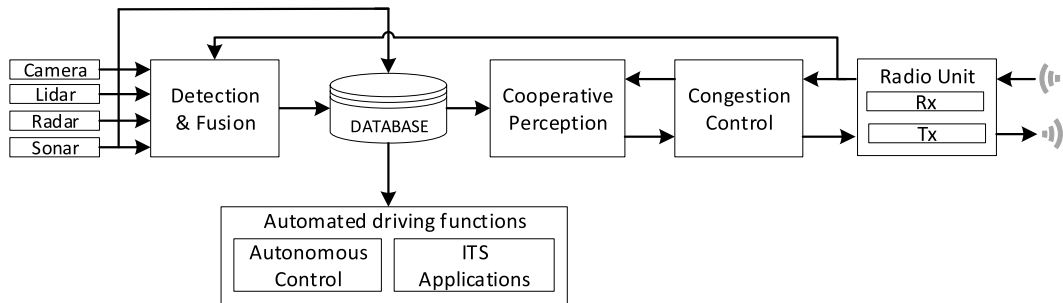 Camera
Lidar
Radar
Sonar
Detection
& Fusion
DATABASE
Cooperative
Perception
Congestion
Control
Radio Unit
Rx
Tx
Automated driving functions
Autonomous
Control
ITS
Applications